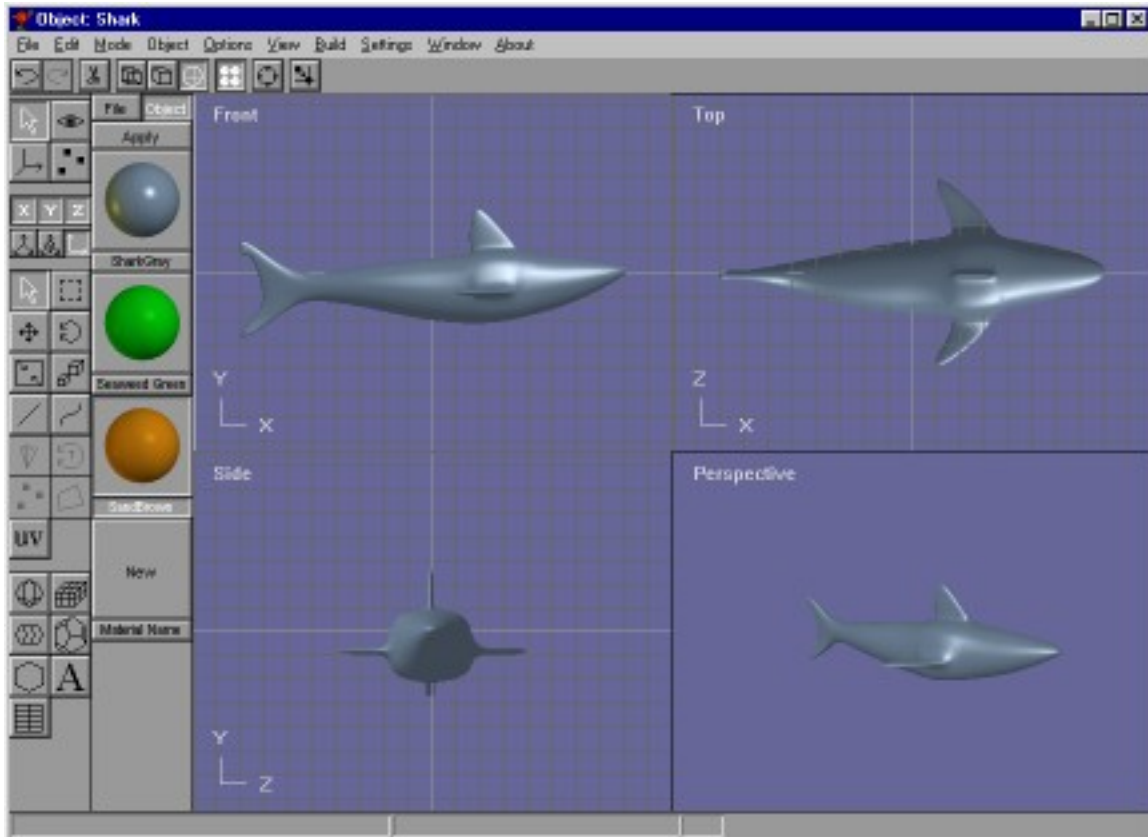 Object: Shark
File Edit Mode Object Options View Build Settings Window About
File Object
Apply
SharkGray
Seaweed Green
SandBrown
New
Material Name
X Y Z
UV
A
Front
Y
X
Top
Z
X
Side
Y
Z
Perspective